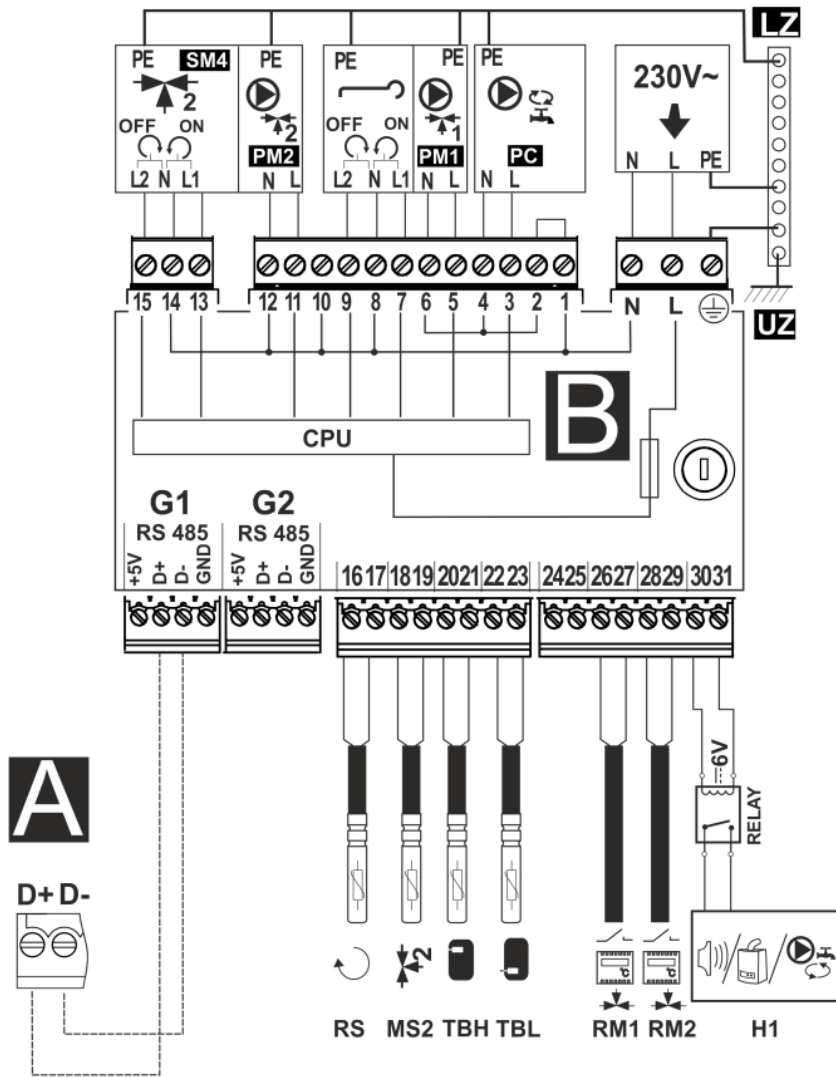 LZ
PE SM4 PE PE PE PE 230V~
2
OFF ON 2 OFF ON 1
PM2 PM1 PC N L PE
L2 N L1 N L L2 N L1 N L N L
15 14 13 12 11 10 9 8 7 6 5 4 3 2 1 N L
UZ
B
CPU
G1 G2
RS 485 RS 485
+5V D+ D- GND +5V D+ D- GND
16 17 18 19 20 21 22 23 24 25 26 27 28 29 30 31
A
6V
RELAY
D+ D-
2
°C °C
RS MS2 TBH TBL RM1 RM2 H1